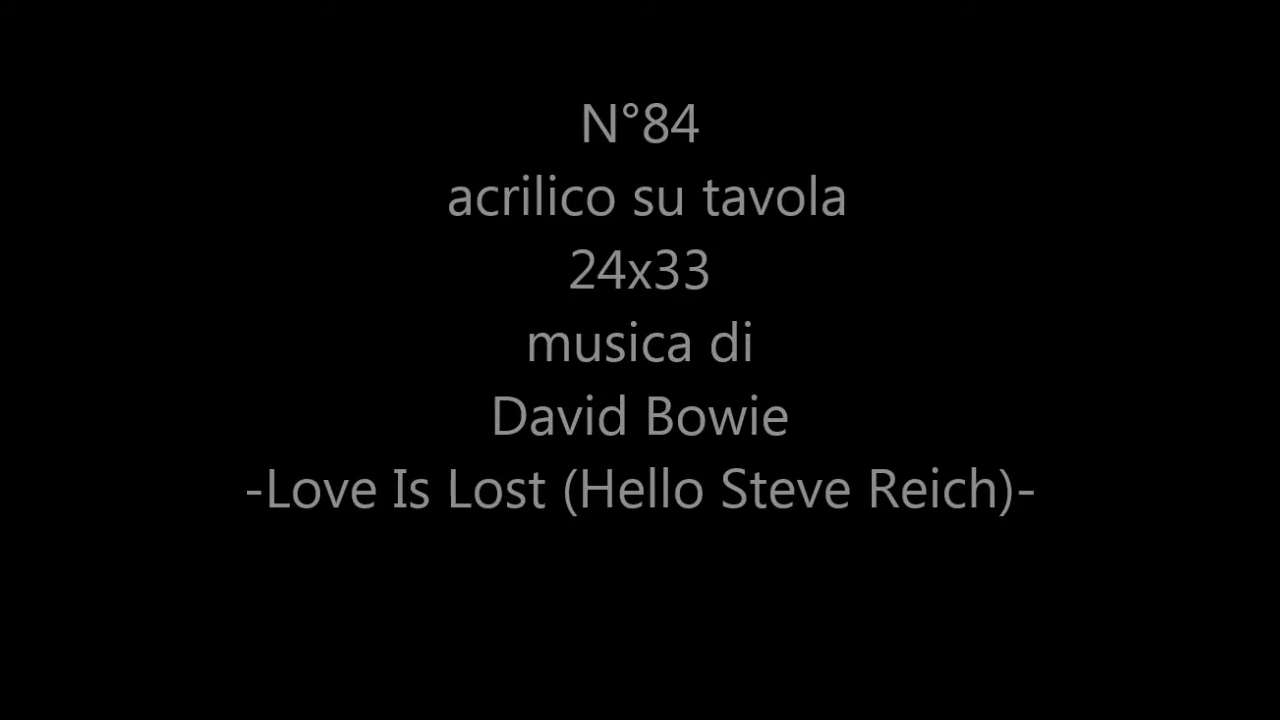 N°84
acrilico su tavola
24x33
musica di
David Bowie
-Love Is Lost (Hello Steve Reich)-